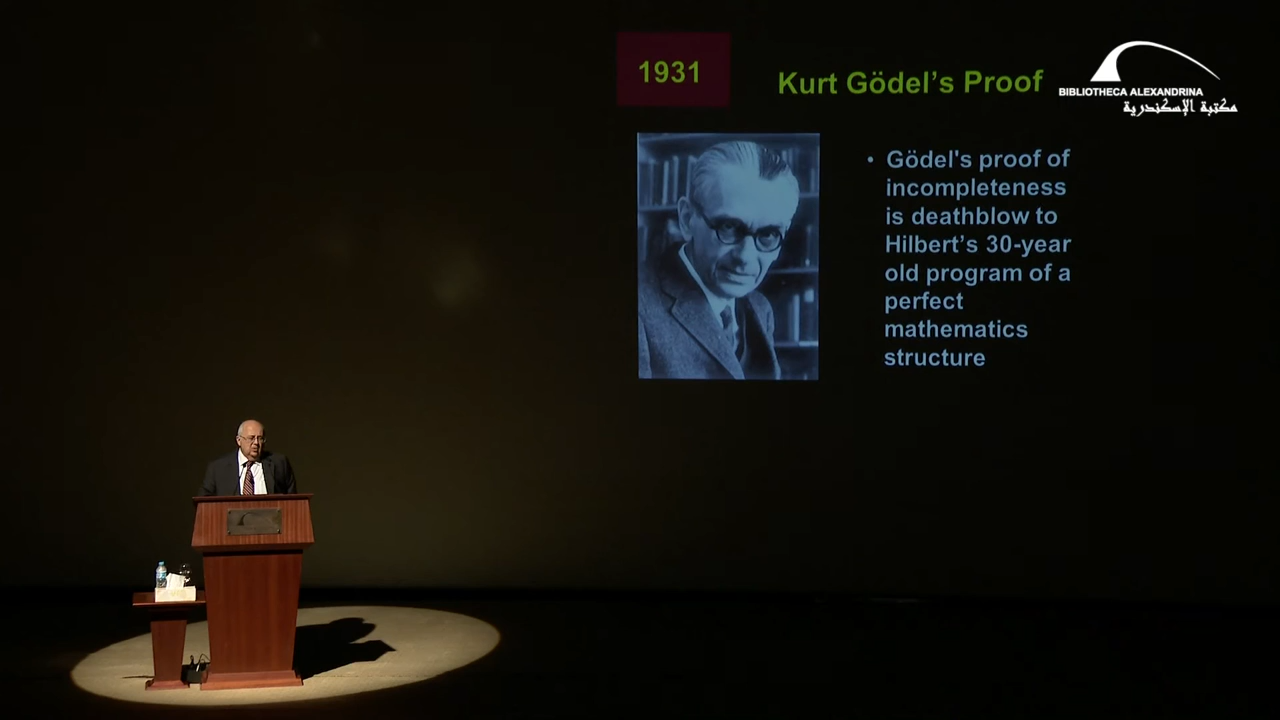 1931
Kurt Gödel’s Proof
BIBLIOTHECA ALEXANDRINA
مكتبة الإسكندرية
• Gödel's proof of
incompleteness
is deathblow to
Hilbert’s 30-year
old program of a
perfect
mathematics
structure